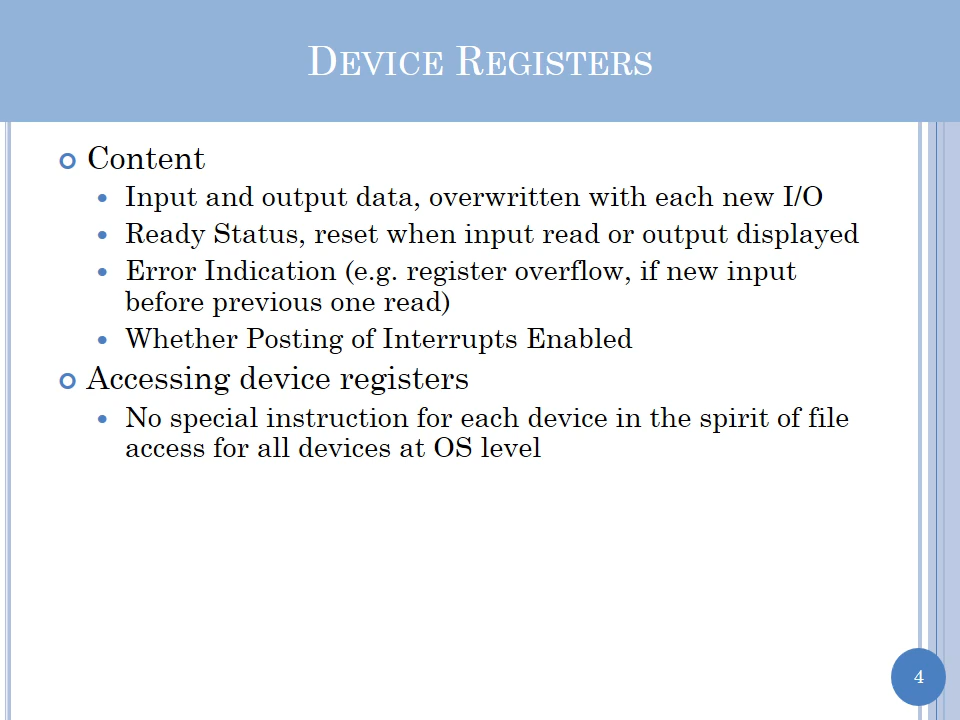 DEVICE REGISTERS
Content
Input and output data, overwritten with each new I/O
Ready Status, reset when input read or output displayed
Error Indication (e.g. register overflow, if new input
before previous one read)
Whether Posting of Interrupts Enabled
Accessing device registers
No special instruction for each device in the spirit of file
access for all devices at OS level
4